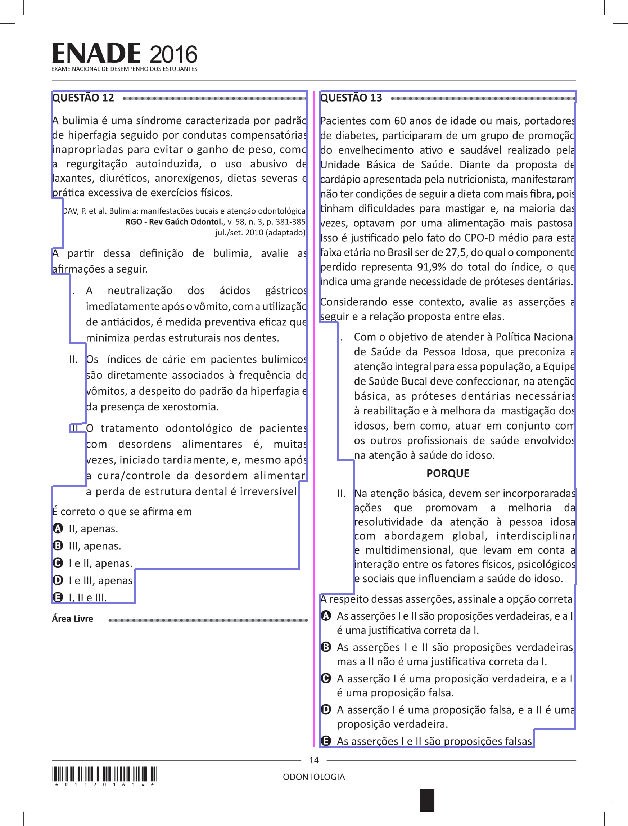 ENADE 2016
EXAME NACIONAL DE DESEMPENHO DOS ESTUDANTES
QUESTÃO 12
A bulimia é uma síndrome caracterizada por padrão
de hiperfagia seguido por condutas compensatórias
inapropriadas para evitar o ganho de peso, como
a regurgitação autoinduzida, o uso abusivo de
laxantes, diuréticos, anorexígenos, dietas severas e
prática excessiva de exercícios físicos.
DAV, P. et al. Bulimia: manifestações bucais e atenção odontológica.
RGO - Rev Gaúch Odontol., v. 58, n. 3, p. 381-385
jul./set. 2010 (adaptado)
A partir dessa definição de bulimia, avalie as
afirmações a seguir.
I. A neutralização dos ácidos gástricos
imediatamente após o vômito, com a utilização
de antiácidos, é medida preventiva eficaz que
minimiza perdas estruturais nos dentes.
II. Os índices de cárie em pacientes bulímicos
são diretamente associados à frequência de
vômitos, a despeito do padrão da hiperfagia e
da presença de xerostomia.
III. O tratamento odontológico de pacientes
com desordens alimentares é, muitas
vezes, iniciado tardiamente, e, mesmo após
a cura/controle da desordem alimentar,
a perda de estrutura dental é irreversível.
É correto o que se afirma em
A II, apenas.
B III, apenas.
C I e II, apenas.
D I e III, apenas.
E I, II e III.
Área Livre
QUESTÃO 13
Pacientes com 60 anos de idade ou mais, portadores
de diabetes, participaram de um grupo de promoção
do envelhecimento ativo e saudável realizado pela
Unidade Básica de Saúde. Diante da proposta de
cardápio apresentada pela nutricionista, manifestaram
não ter condições de seguir a dieta com mais fibra, pois
tinham dificuldades para mastigar e, na maioria das
vezes, optavam por uma alimentação mais pastosa.
Isso é justificado pelo fato do CPO-D médio para esta
faixa etária no Brasil ser de 27,5, do qual o componente
perdido representa 91,9% do total do índice, o que
indica uma grande necessidade de próteses dentárias.
Considerando esse contexto, avalie as asserções a
seguir e a relação proposta entre elas.
I. Com o objetivo de atender à Política Nacional
de Saúde da Pessoa Idosa, que preconiza a
atenção integral para essa população, a Equipe
de Saúde Bucal deve confeccionar, na atenção
básica, as próteses dentárias necessárias
à reabilitação e à melhora da mastigação dos
idosos, bem como, atuar em conjunto com
os outros profissionais de saúde envolvidos
na atenção à saúde do idoso.
PORQUE
II. Na atenção básica, devem ser incorporaradas
ações que promovam a melhoria da
resolutividade da atenção à pessoa idosa
com abordagem global, interdisciplinar
e multidimensional, que levam em conta a
interação entre os fatores físicos, psicológicos
e sociais que influenciam a saúde do idoso.
A respeito dessas asserções, assinale a opção correta.
A As asserções I e II são proposições verdadeiras, e a II
é uma justificativa correta da I.
B As asserções I e II são proposições verdadeiras,
mas a II não é uma justificativa correta da I.
C A asserção I é uma proposição verdadeira, e a II
é uma proposição falsa.
D A asserção I é uma proposição falsa, e a II é uma
proposição verdadeira.
E As asserções I e II são proposições falsas.
14
ODONTOLOGIA